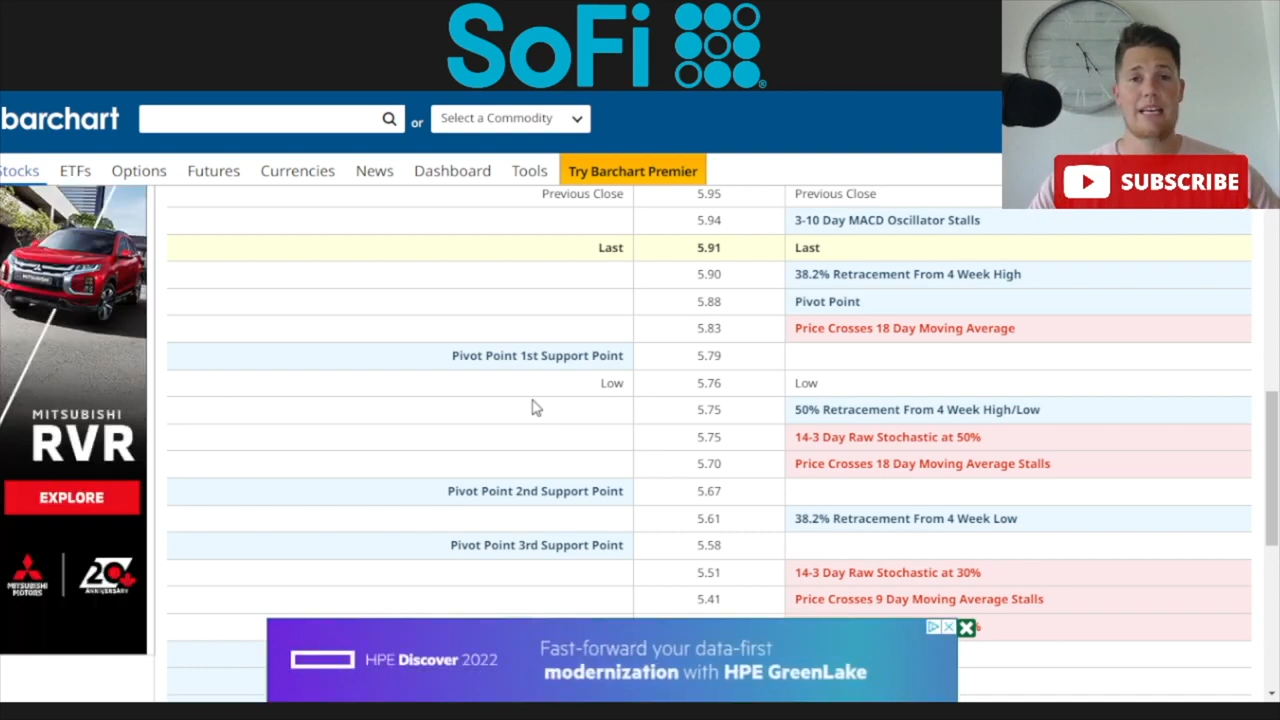 SoFi
barchart
or
Select a Commodity
SUBSCRIBE
Stocks ETFs Options Futures Currencies News Dashboard Tools Try Barchart Premier
Previous Close 5.95 Previous Close
5.94 3-10 Day MACD Oscillator Stalls
Last 5.91 Last
5.90 38.2% Retracement From 4 Week High
5.88 Pivot Point
5.83 Price Crosses 18 Day Moving Average
Pivot Point 1st Support Point 5.79
Low 5.76 Low
5.75 50% Retracement From 4 Week High/Low
5.75 14-3 Day Raw Stochastic at 50%
5.70 Price Crosses 18 Day Moving Average Stalls
Pivot Point 2nd Support Point 5.67
5.61 38.2% Retracement From 4 Week Low
Pivot Point 3rd Support Point 5.58
5.51 14-3 Day Raw Stochastic at 30%
5.41 Price Crosses 9 Day Moving Average Stalls
MITSUBISHI
RVR
EXPLORE
MITSUBISHI
MOTORS
20
ANNIVERSARY
HPE Discover 2022
Fast-forward your data-first
modernization with HPE GreenLake